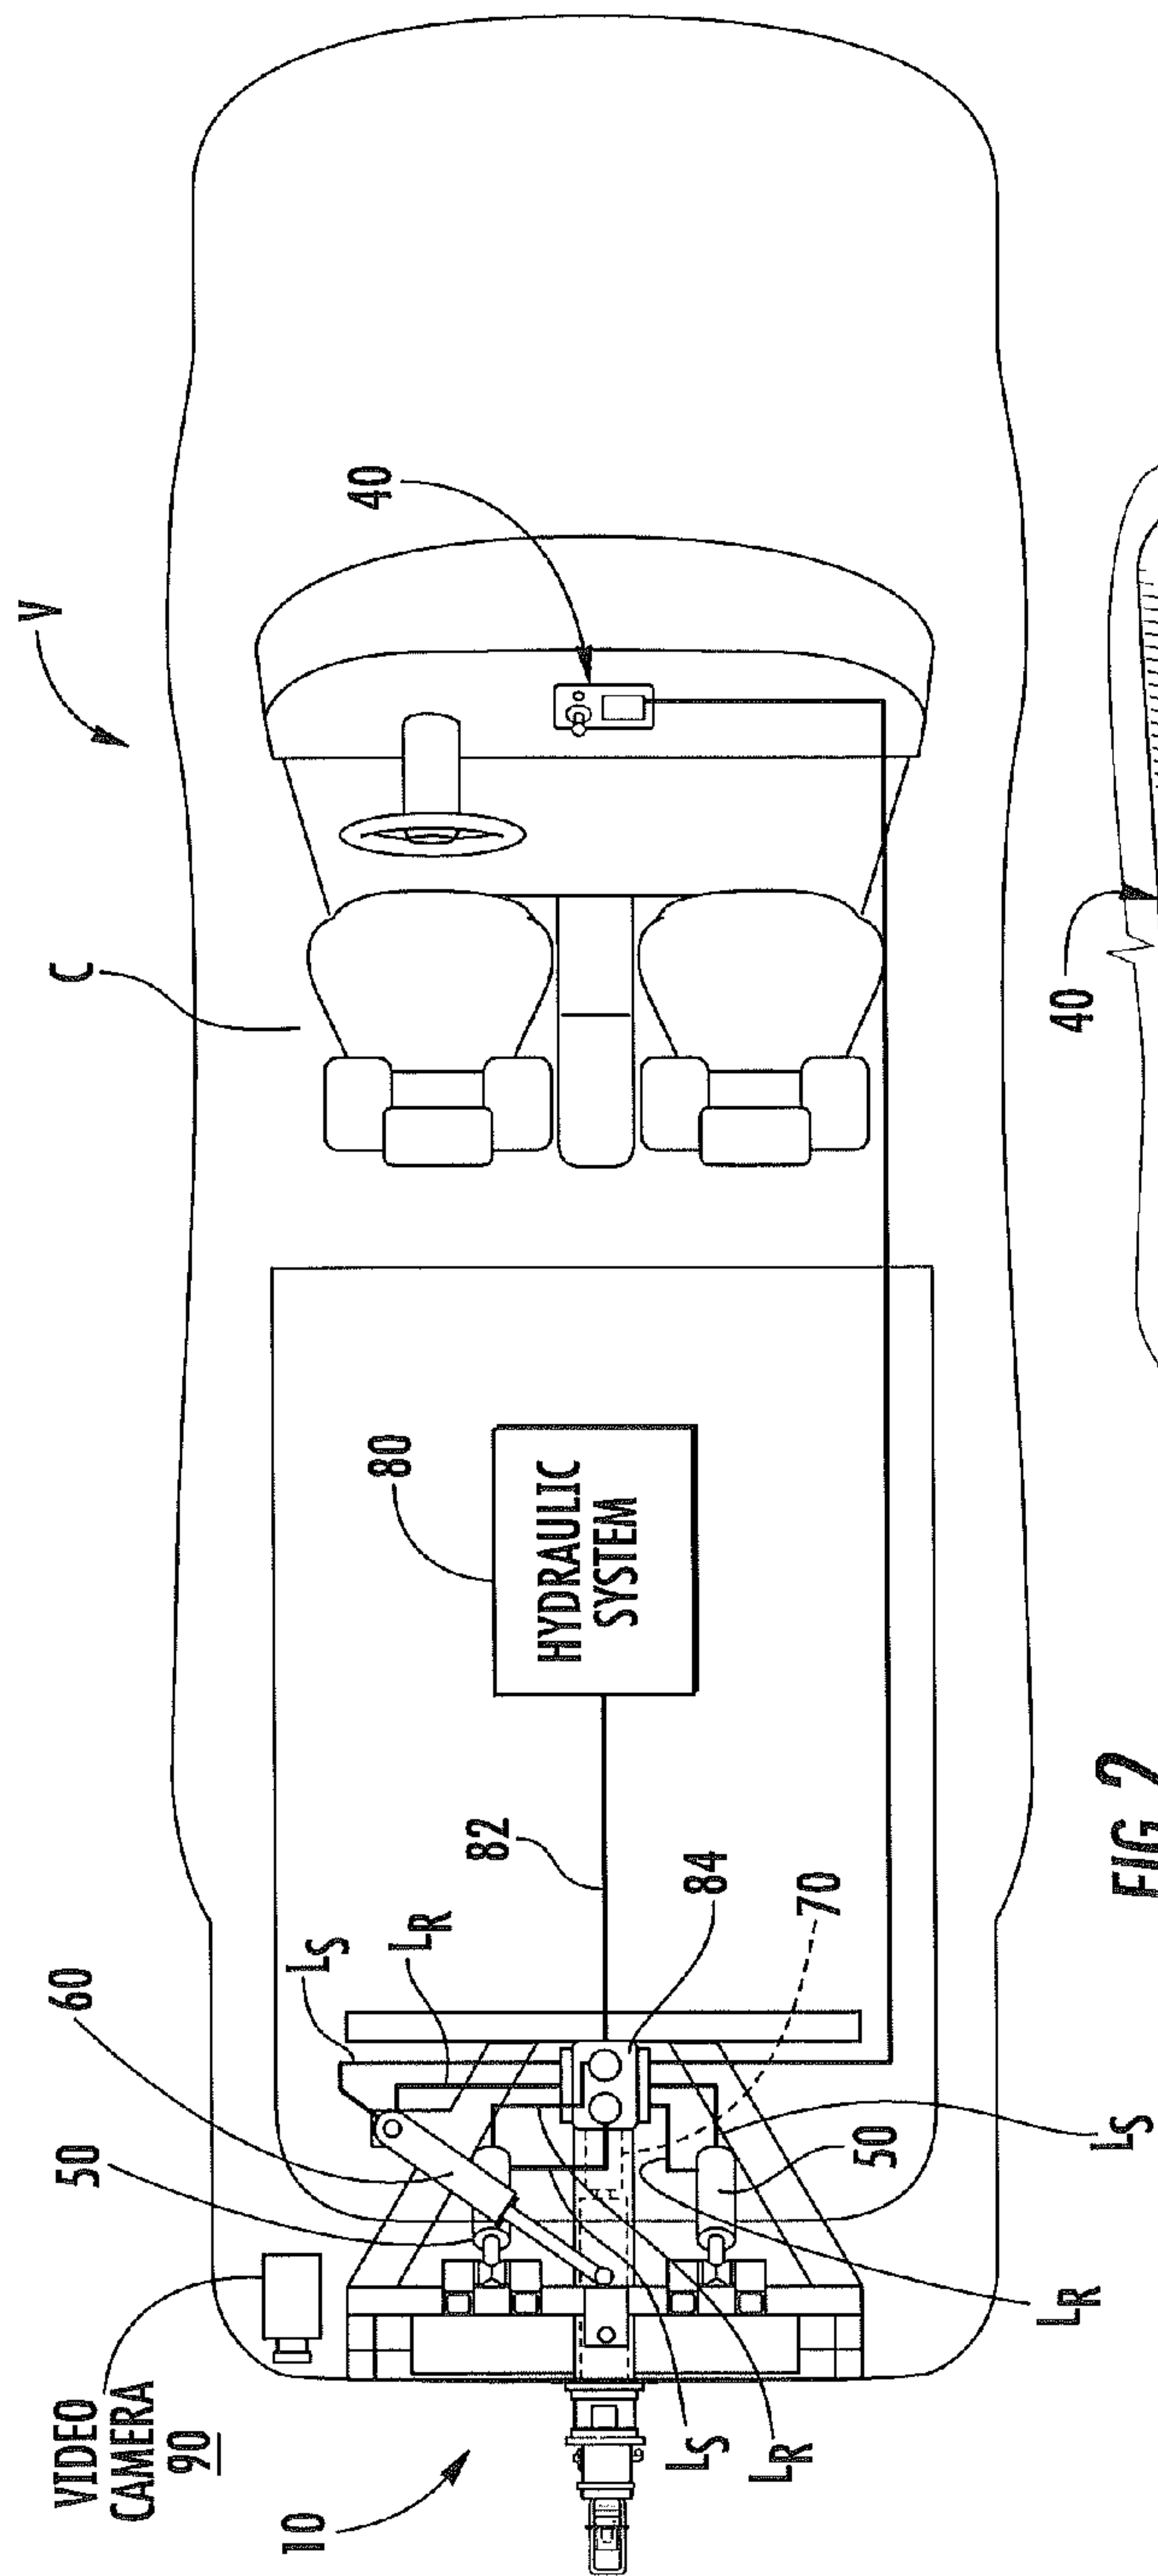 V
C
40
40
80
HYDRAULIC
SYSTEM
82
84
70
LS
LR
60
50
50
LS
LR
LS
LR
VIDEO
CAMERA
90
10
FIG. 2